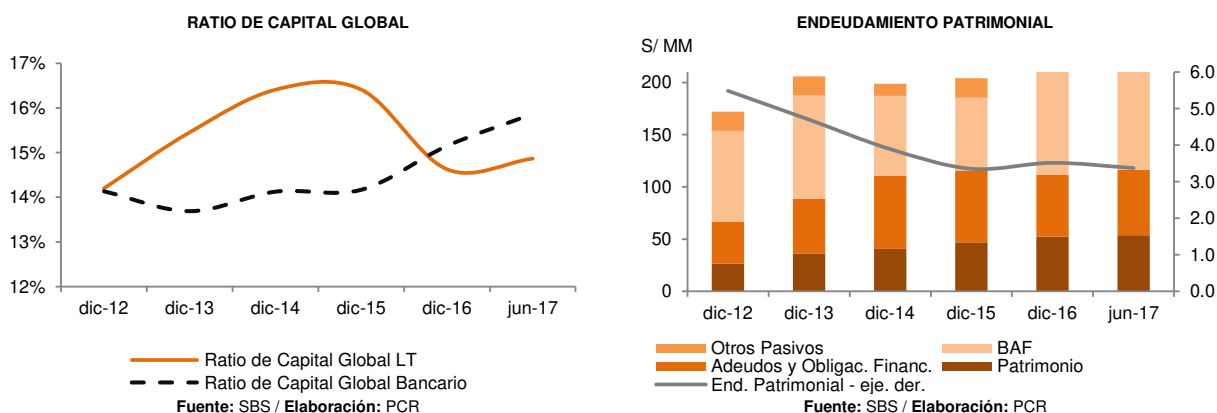 RATIO DE CAPITAL GLOBAL
17%
16%
15%
14%
13%
12%
dic-12 dic-13 dic-14 dic-15 dic-16 jun-17
Ratio de Capital Global LT
Ratio de Capital Global Bancario
Fuente: SBS / Elaboración: PCR
ENDEUDAMIENTO PATRIMONIAL
S/ MM
200
150
100
50
0
6.0
5.0
4.0
3.0
2.0
1.0
0.0
dic-12 dic-13 dic-14 dic-15 dic-16 jun-17
Otros Pasivos BAF
Adeudos y Obligac. Financ. Patrimonio
End. Patrimonial - eje. der.
Fuente: SBS / Elaboración: PCR